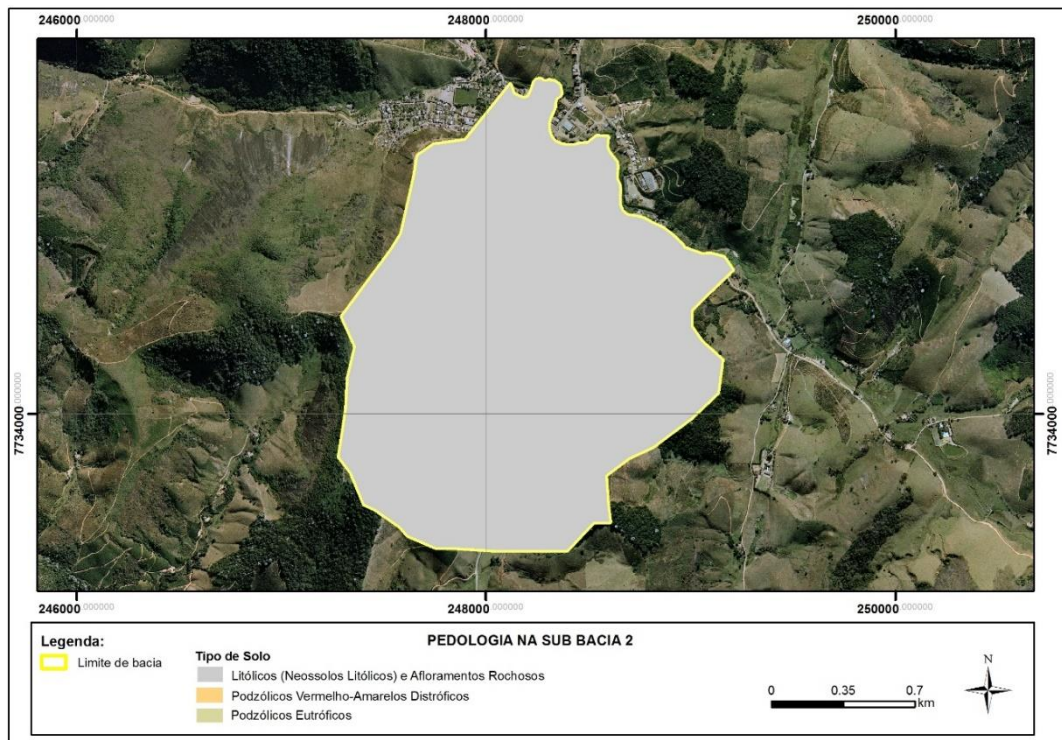 246000.000000 248000.000000 250000.000000
7734000.000000 7734000.000000
246000.000000 248000.000000 250000.000000
Legenda:
Limite de bacia
PEDOLOGIA NA SUB BACIA 2
Tipo de Solo
Litólicos (Neossolos Litólicos) e Afloramentos Rochosos
Podzólicos Vermelho-Amarelos Distróficos
Podzólicos Eutróficos
0 0.35 0.7
km
N